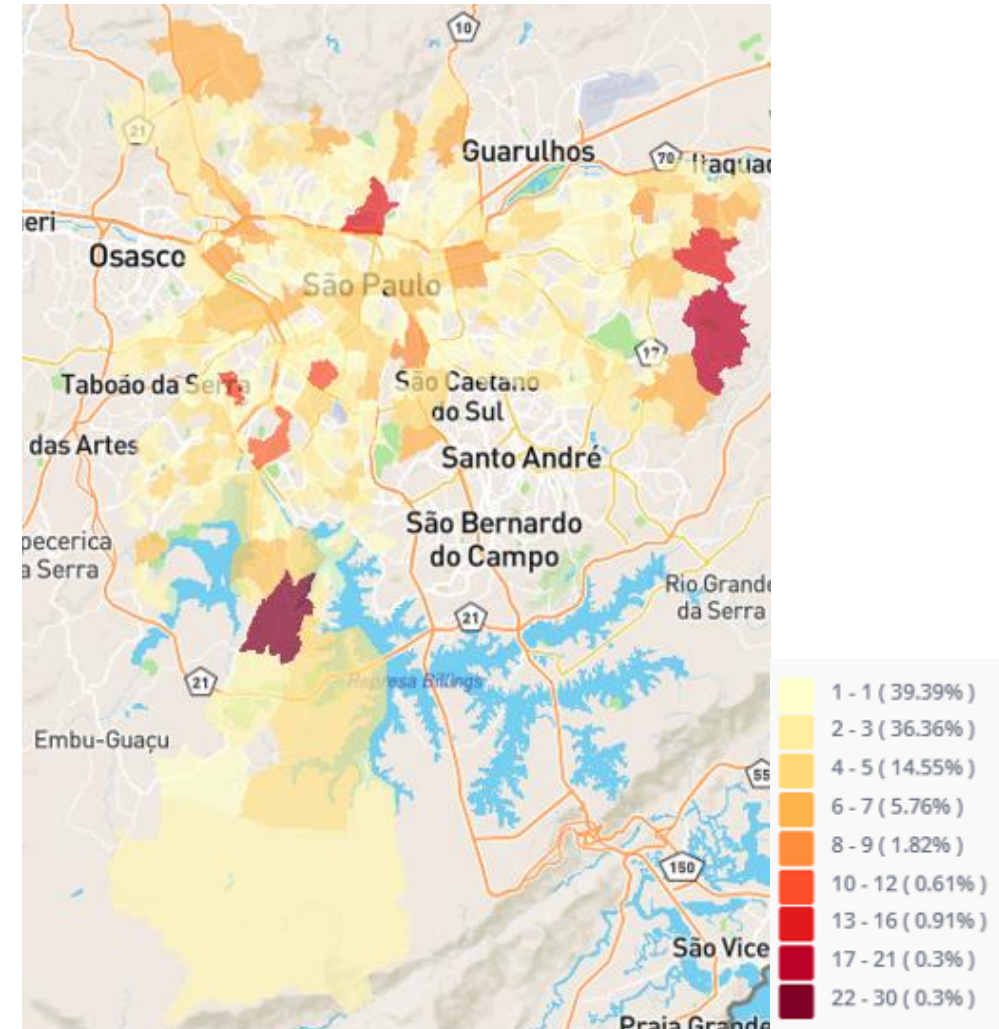 10
21
Guarulhos
70
Itaquac
eri
Osasco
São Paulo
17
Taboão da Serra
São Caetano
do Sul
das Artes
Santo André
São Bernardo
do Campo
pecerica
a Serra
Rio Grande
da Serra
21
21
Represa Billings
Embu-Guaçu
55
150
São Vice
Praia Grande
1 - 1 ( 39.39% )
2 - 3 ( 36.36% )
4 - 5 ( 14.55% )
6 - 7 ( 5.76% )
8 - 9 ( 1.82% )
10 - 12 ( 0.61% )
13 - 16 ( 0.91% )
17 - 21 ( 0.3% )
22 - 30 ( 0.3% )